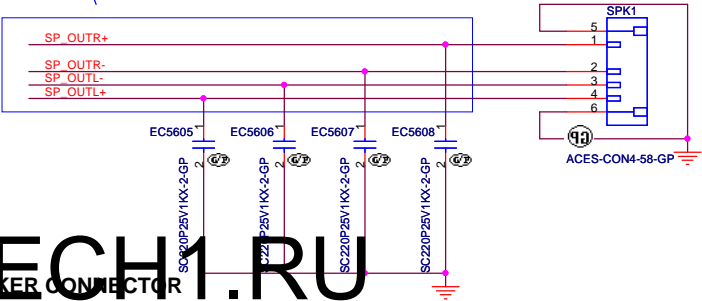 SPK1
SP_OUTR+
5
1
SP_OUTR-
2
SP_OUTL-
3
SP_OUTL+
4
6
EC5605 1
EC5606 1
EC5607 1
EC5608 1
GP
ACES-CON4-58-GP
2
2
2
2
SC220P25V1KX-2-GP
SC220P25V1KX-2-GP
SC220P25V1KX-2-GP
SC220P25V1KX-2-GP
ECH1.RU
KER CONNECTOR